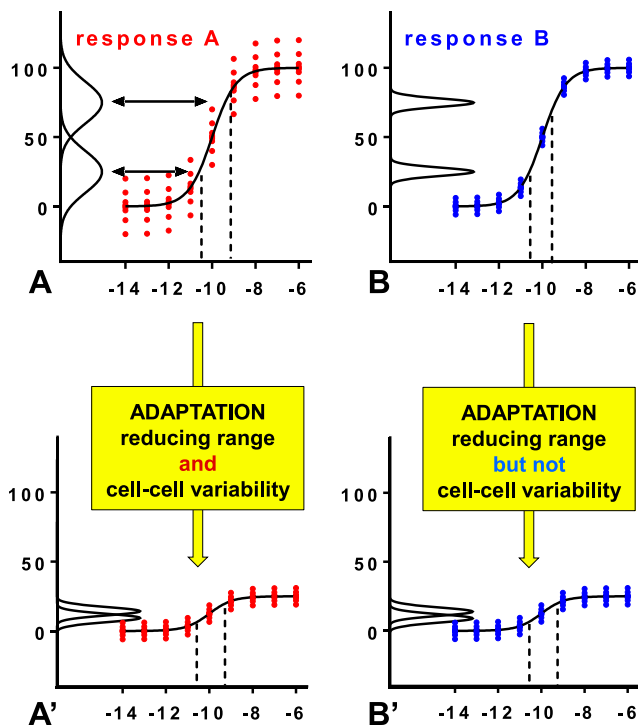 response A
100
50
0
-14 -12 -10 -8 -6
A
response B
100
50
0
-14 -12 -10 -8 -6
B
ADAPTATION
reducing range
and
cell-cell variability
ADAPTATION
reducing range
but not
cell-cell variability
100
50
0
-14 -12 -10 -8 -6
A’
100
50
0
-14 -12 -10 -8 -6
B’